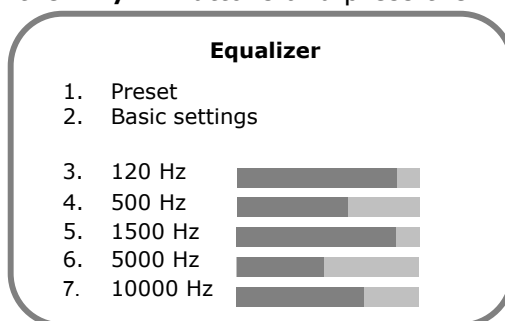 Equalizer
1. Preset
2. Basic settings
3. 120 Hz
4. 500 Hz
5. 1500 Hz
6. 5000 Hz
7. 10000 Hz